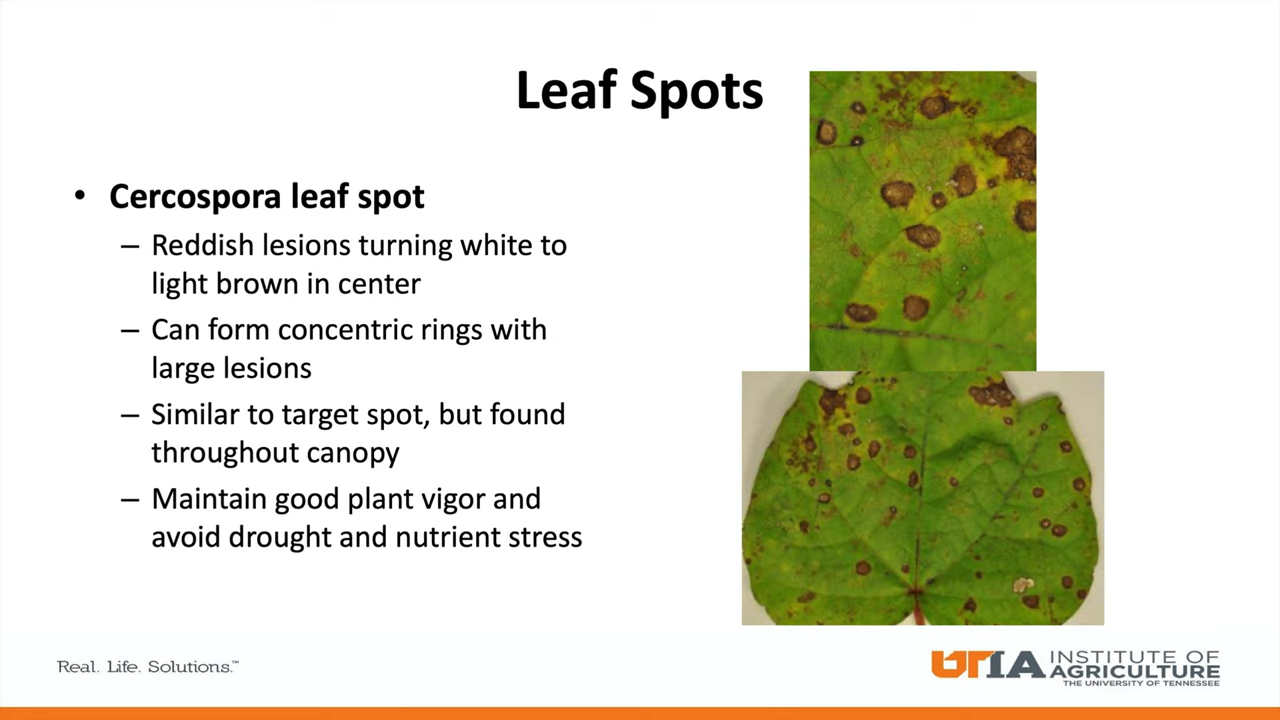 Leaf Spots
• Cercospora leaf spot
– Reddish lesions turning white to
light brown in center
– Can form concentric rings with
large lesions
– Similar to target spot, but found
throughout canopy
– Maintain good plant vigor and
avoid drought and nutrient stress
Real. Life. Solutions.™
UTIA INSTITUTE OF
AGRICULTURE
THE UNIVERSITY OF TENNESSEE